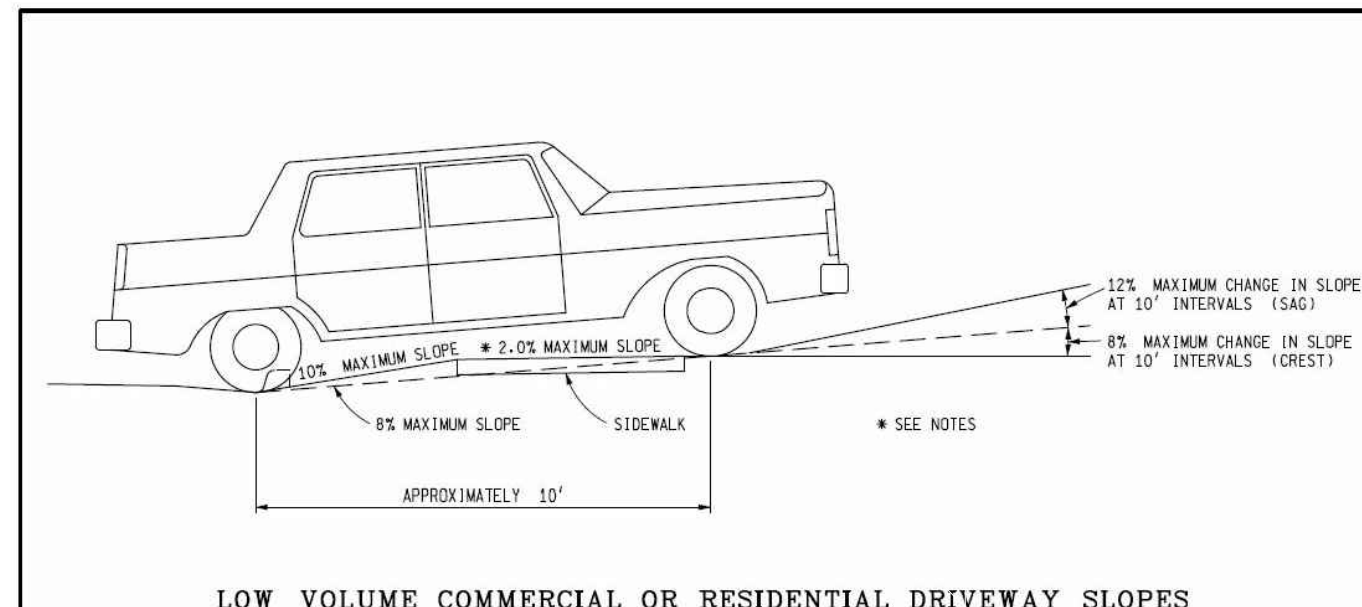 12% MAXIMUM CHANGE IN SLOPE
AT 10' INTERVALS (SAG)
8% MAXIMUM CHANGE IN SLOPE
AT 10' INTERVALS (CREST)
10% MAXIMUM SLOPE
* 2.0% MAXIMUM SLOPE
8% MAXIMUM SLOPE
SIDEWALK
* SEE NOTES
APPROXIMATELY 10'
LOW VOLUME COMMERCIAL OR RESIDENTIAL DRIVEWAY SLOPES